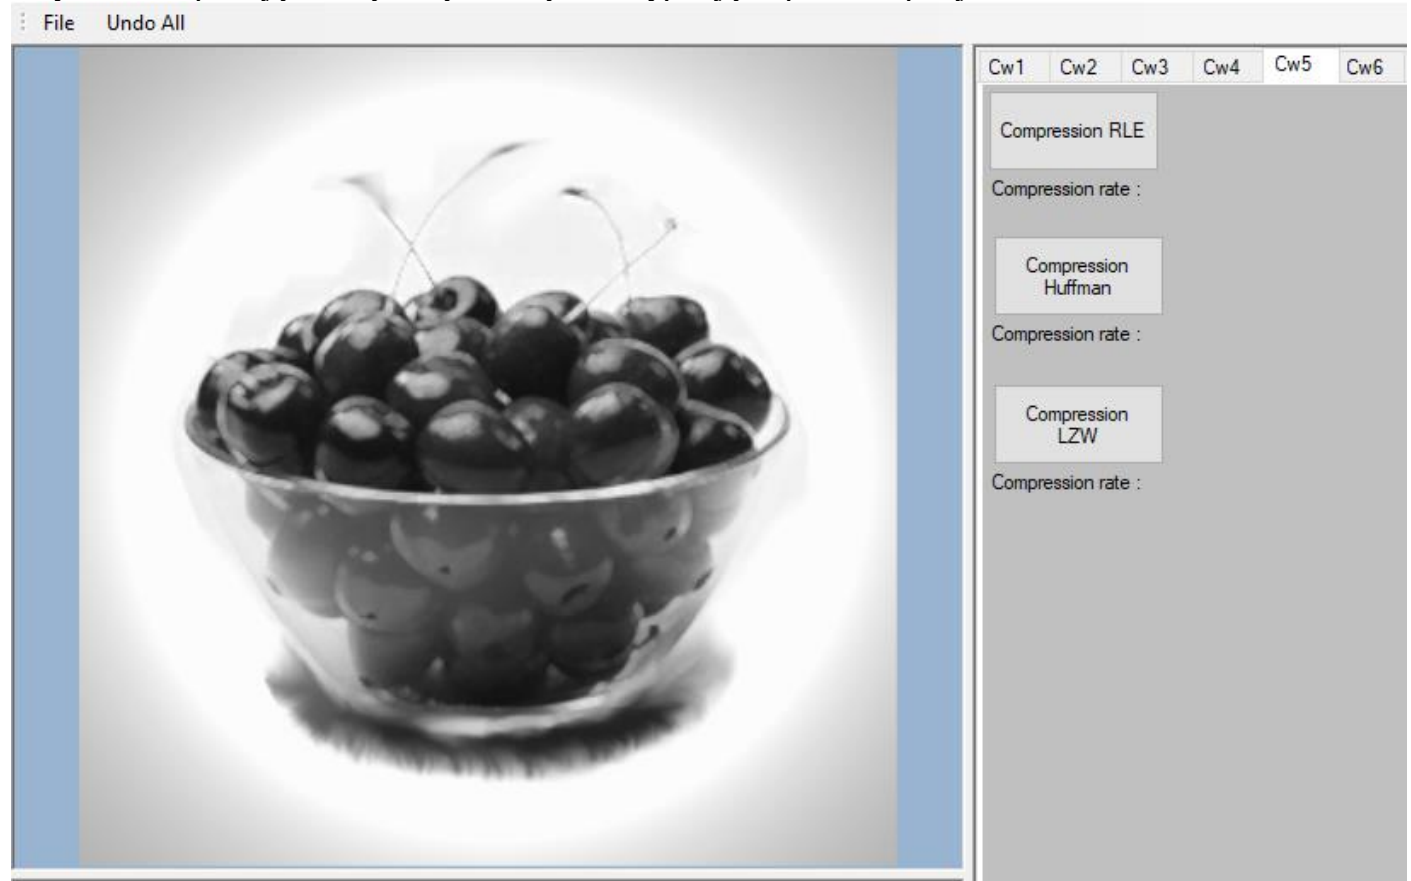 File Undo All
Cw1 Cw2 Cw3 Cw4 Cw5 Cw6
Compression RLE
Compression rate :
Compression
Huffman
Compression rate :
Compression
LZW
Compression rate :